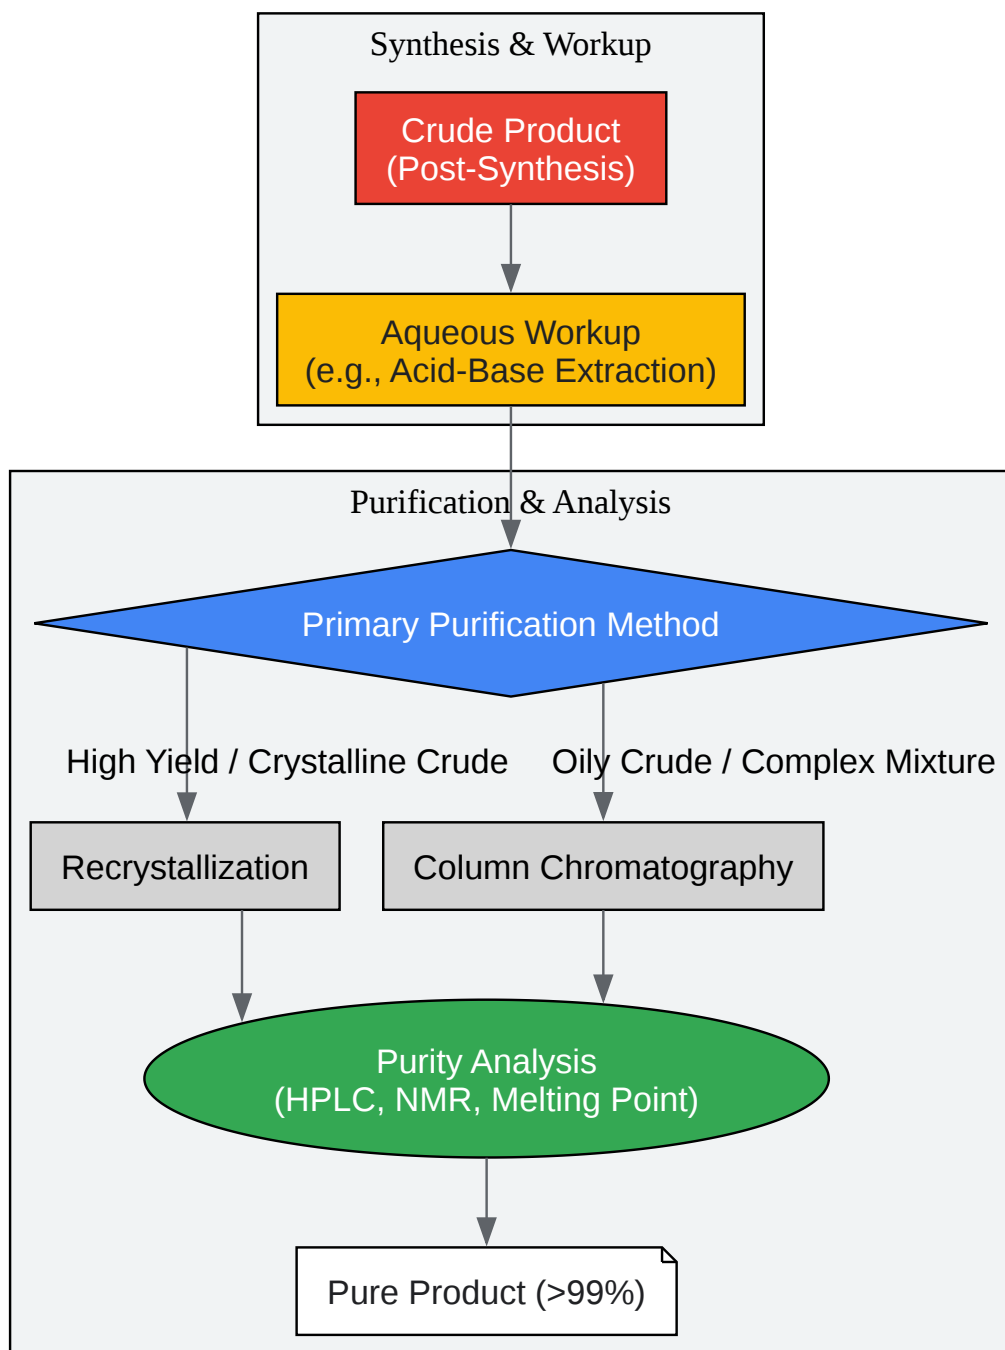 Synthesis & Workup
Crude Product
(Post-Synthesis)
Aqueous Workup
(e.g., Acid-Base Extraction)
Purification & Analysis
Primary Purification Method
High Yield / Crystalline Crude
Oily Crude / Complex Mixture
Recrystallization
Column Chromatography
Purity Analysis
(HPLC, NMR, Melting Point)
Pure Product (>99%)